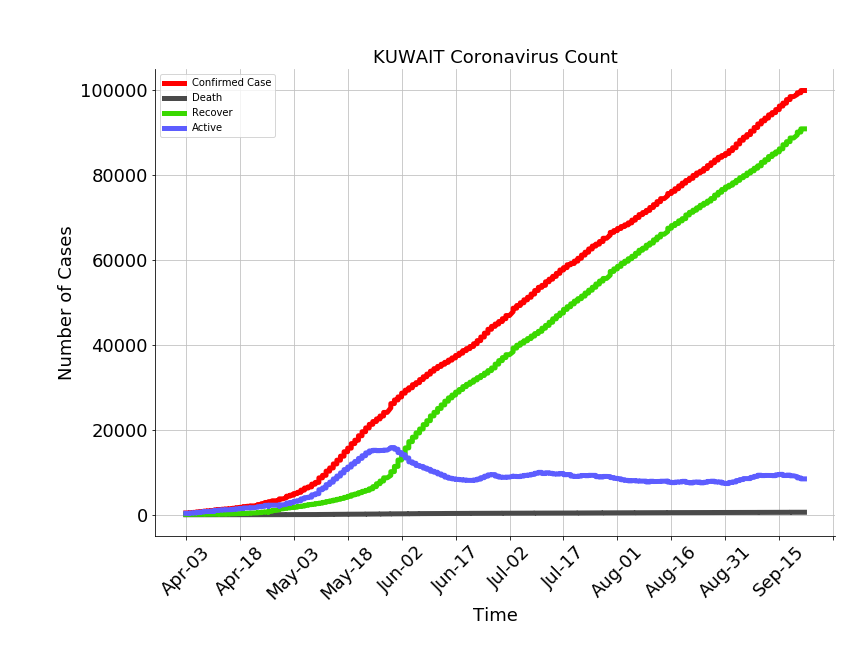 KUWAIT Coronavirus Count
Confirmed Case
Death
Recover
Active
Number of Cases
100000
80000
60000
40000
20000
0
Apr-03
Apr-18
May-03
May-18
Jun-02
Jun-17
Jul-02
Jul-17
Aug-01
Aug-16
Aug-31
Sep-15
Time